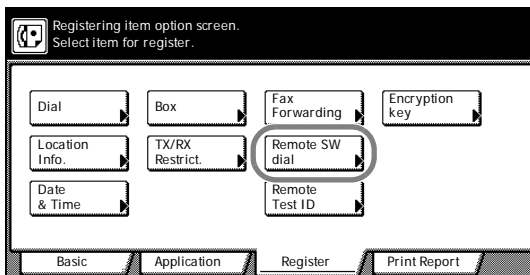 Registering item option screen.
Select item for register.
Dial
Box
Fax
Forwarding
Encryption
key
Location
Info.
TX/RX
Restrict.
Remote SW
dial
Date
& Time
Remote
Test ID
Basic
Application
Register
Print Report